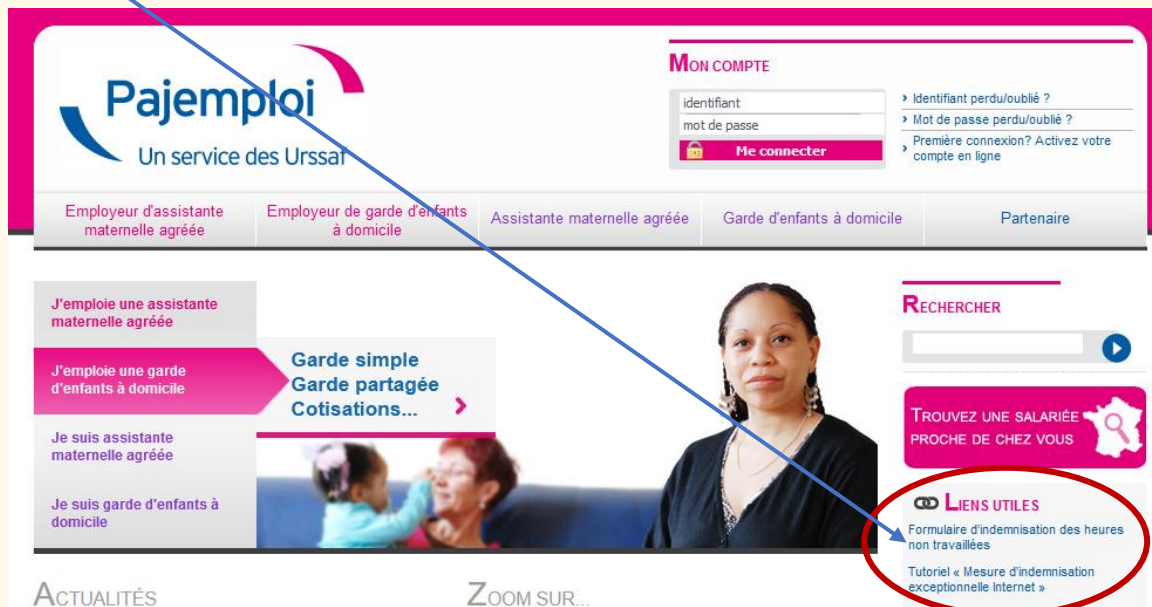 Pajemploi
Un service des Urssaf
MON COMPTE
identifiant
mot de passe
Me connecter
Identifiant perdu/oublié ?
Mot de passe perdu/oublié ?
Première connexion? Activez votre
compte en ligne
Employeur d'assistante
maternelle agréée
Employeur de garde d'enfants
à domicile
Assistante maternelle agréée
Garde d'enfants à domicile
Partenaire
J'emploie une assistante
maternelle agréée
J'emploie une garde
d'enfants à domicile
Je suis assistante
maternelle agréée
Je suis garde d'enfants à
domicile
Garde simple
Garde partagée
Cotisations...
RECHERCHER
TROUVEZ UNE SALARIÉE
PROCHE DE CHEZ VOUS
LIENS UTILES
Formulaire d'indemnisation des heures
non travaillées
Tutoriel « Mesure d'indemnisation
exceptionnelle Internet »
ACTUALITÉS
ZOOM SUR...